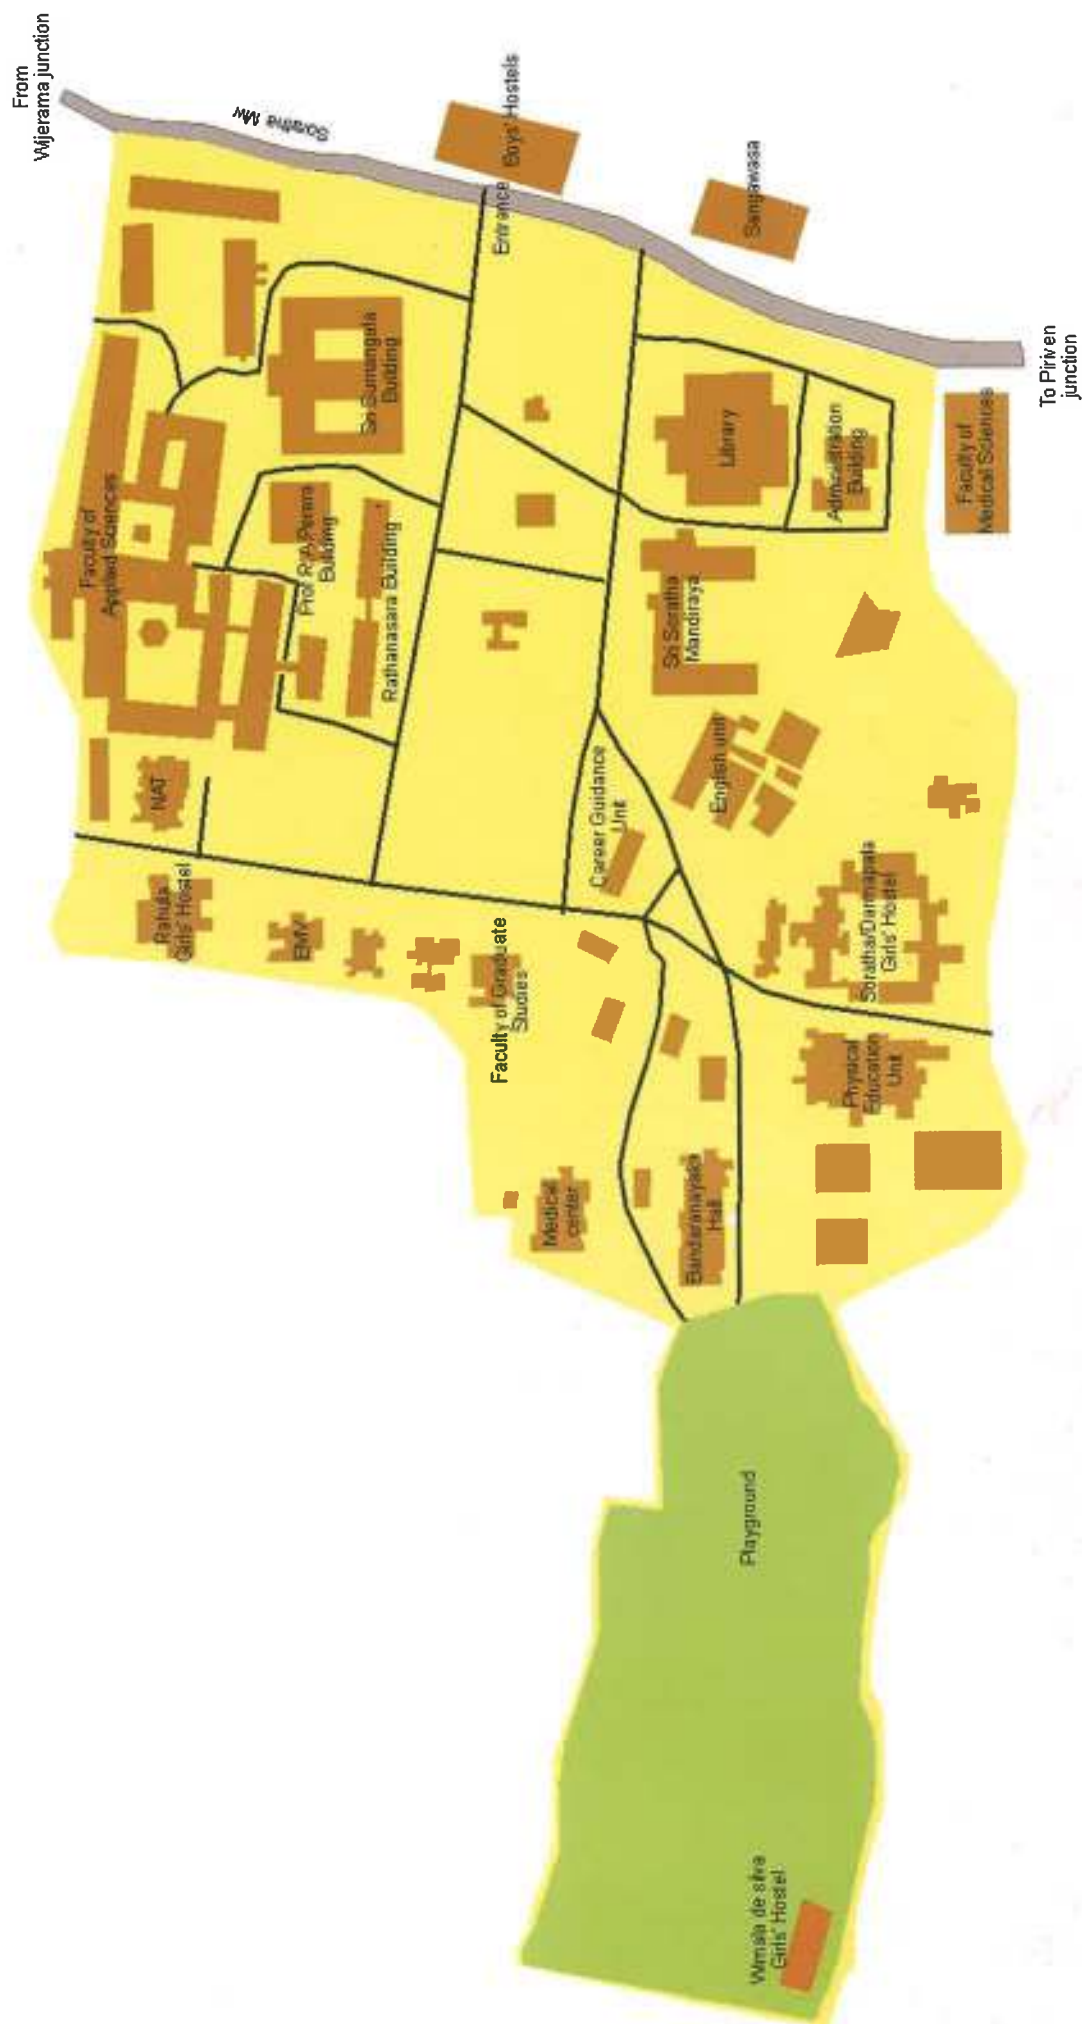 From
Wijerama junction
Soratha Mw
Boys' Hostels
Entrance
Sangawasa
Sri Sumangala
Building
Faculty of
Applied Sciences
Prof R.A.Perera
Building
Rathanasara Building
Library
Administration
Building
Faculty of
Medical Sciences
To Piriven
junction
Sri Soratha
Mandiraya
English unit
Career Guidance
Unit
NAT
Rahula
Girls' Hostel
EMV
Faculty of Graduate
Studies
Soratha/Darmapala
Girls' Hostel
Physical
Education
Unit
Medical
center
Bandaranayaka
Hall
Playground
Wimala de silva
Girls' Hostel